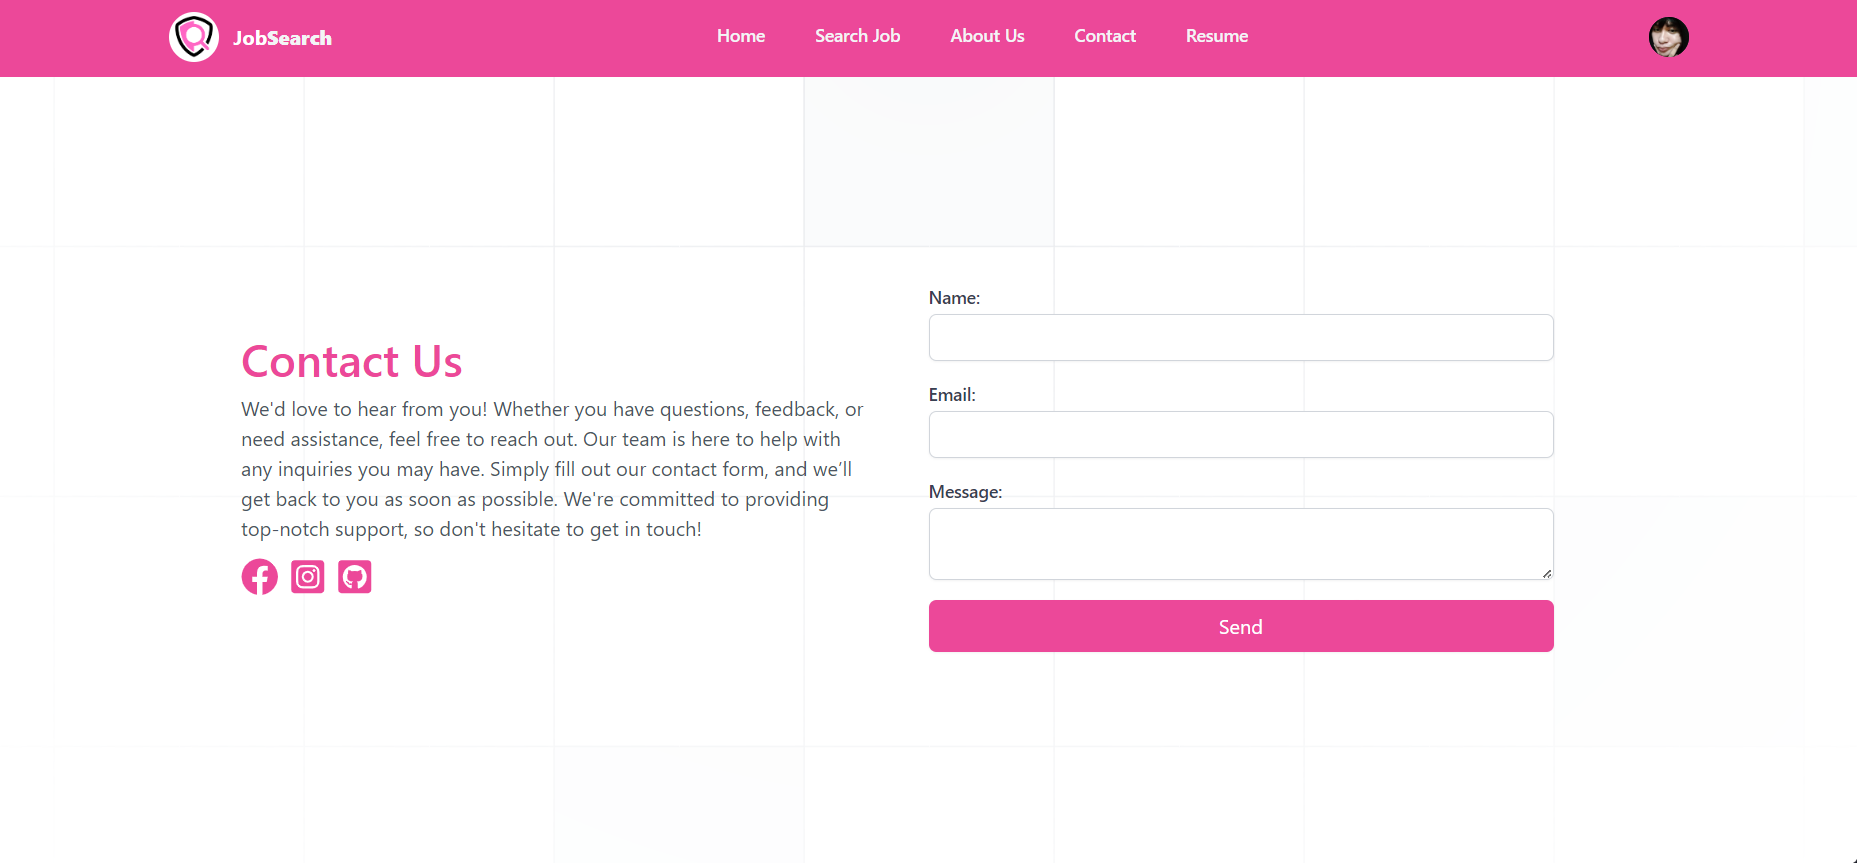 JobSearch
Home
Search Job
About Us
Contact
Resume
Contact Us
We'd love to hear from you! Whether you have questions, feedback, or
need assistance, feel free to reach out. Our team is here to help with
any inquiries you may have. Simply fill out our contact form, and we’ll
get back to you as soon as possible. We're committed to providing
top-notch support, so don't hesitate to get in touch!
Name:
Email:
Message:
Send